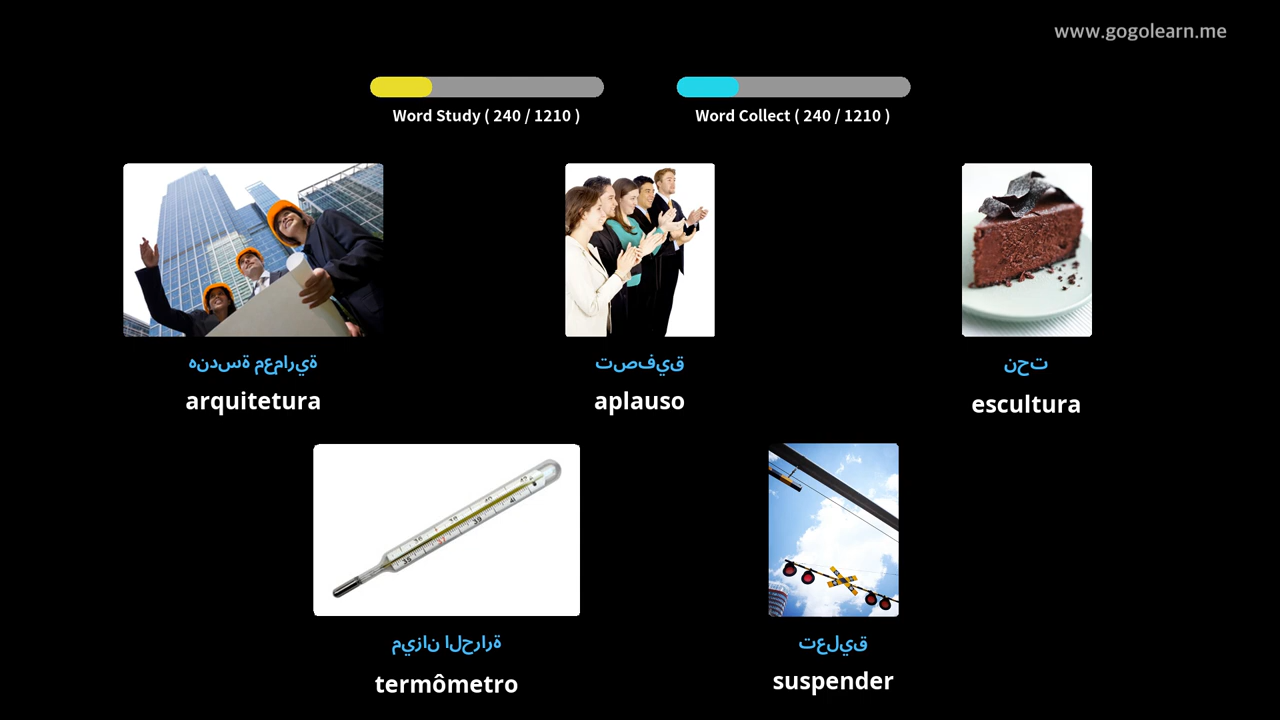 www.gogolearn.me
Word Study ( 240 / 1210 )
Word Collect ( 240 / 1210 )
هندسة معمارية
arquitetura
تصفيق
aplauso
نحت
escultura
ميزان الحرارة
termômetro
تعليق
suspender